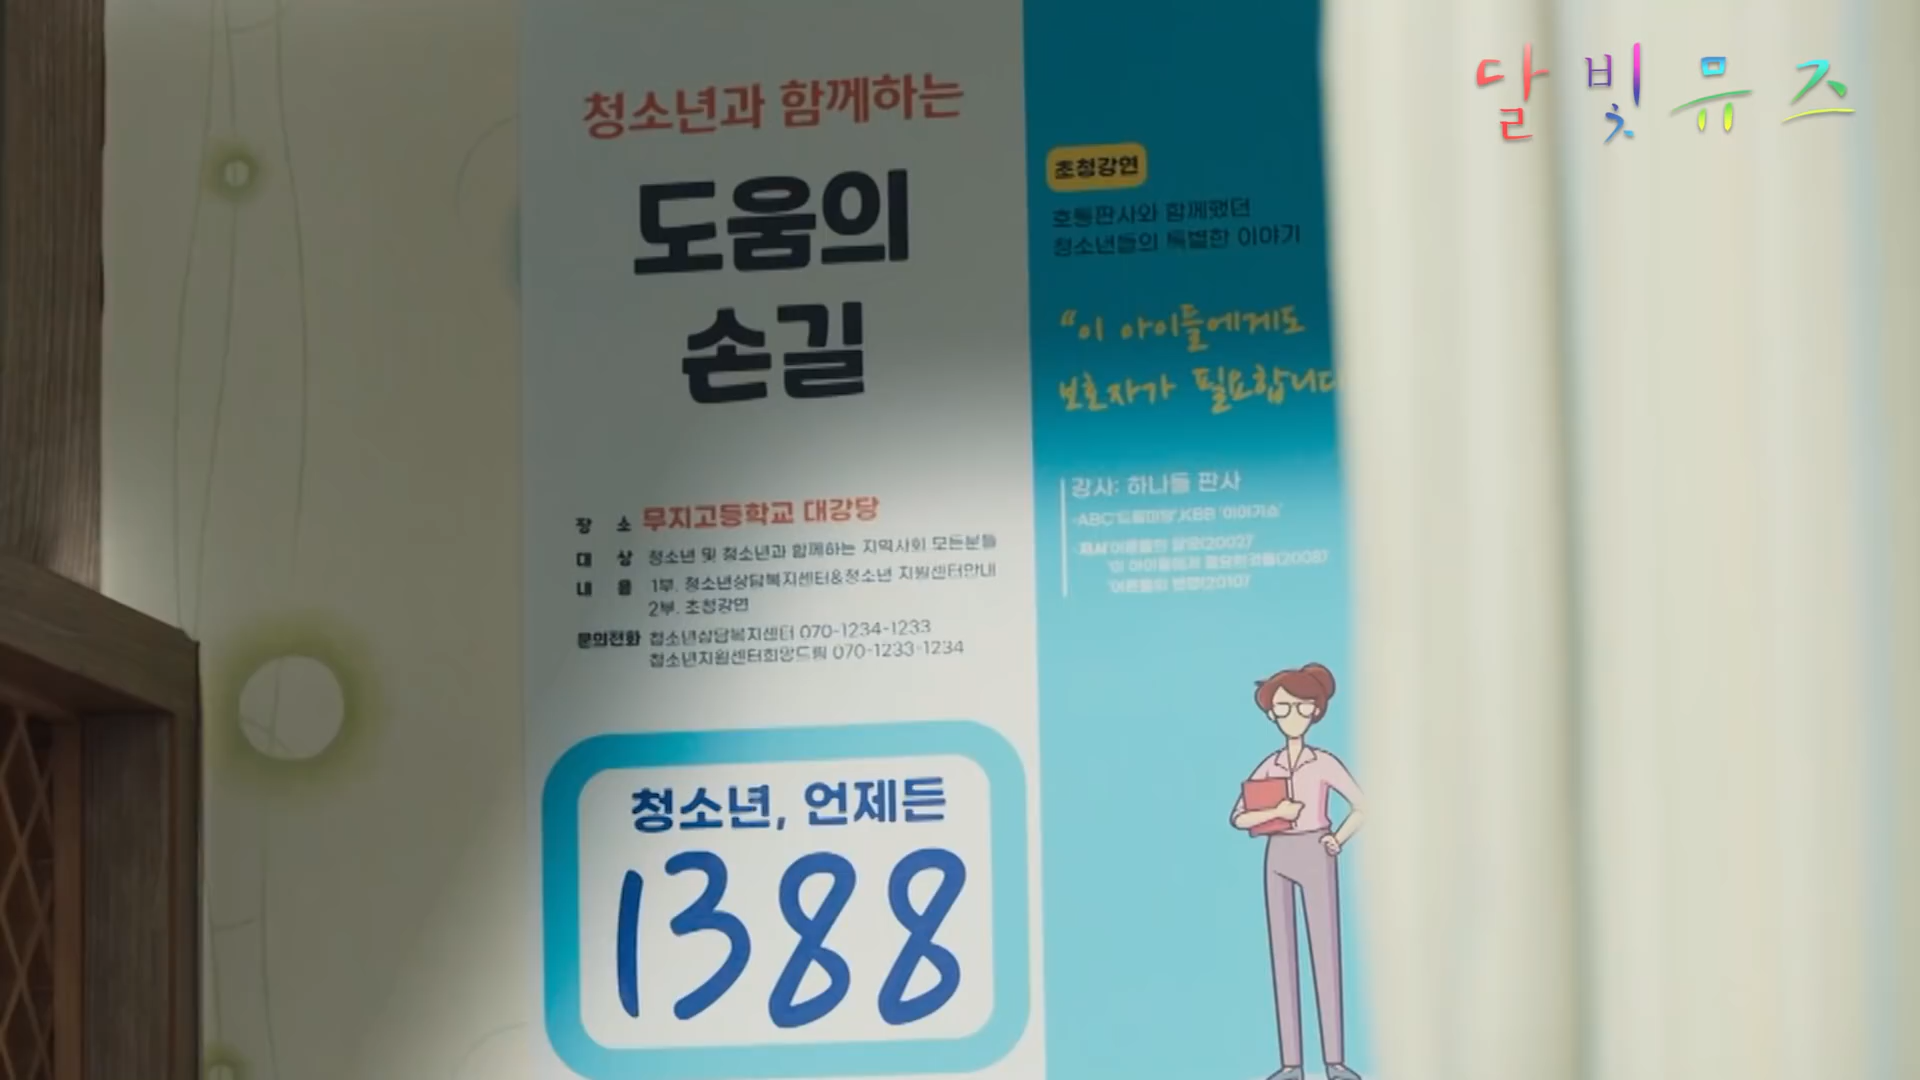 청소년과 함께하는
도움의
손길
장 소 무지고등학교 대강당
대 상 청소년 및 청소년과 함께하는 지역사회 모든분들
내 용 1부. 청소년상담복지센터&청소년 지원센터안내
2부. 초청강연
문의전화 청소년상담복지센터 070-1234-1233
청소년지원센터희망드림 070-1233-1234
청소년, 언제든
1388
초청강연
호통판사와 함께했던
청소년들의 특별한 이야기
“이 아이들에게도
보호자가 필요합니다
강사: 하나들 판사
KBB '이야기쇼'
달빛뮤즈